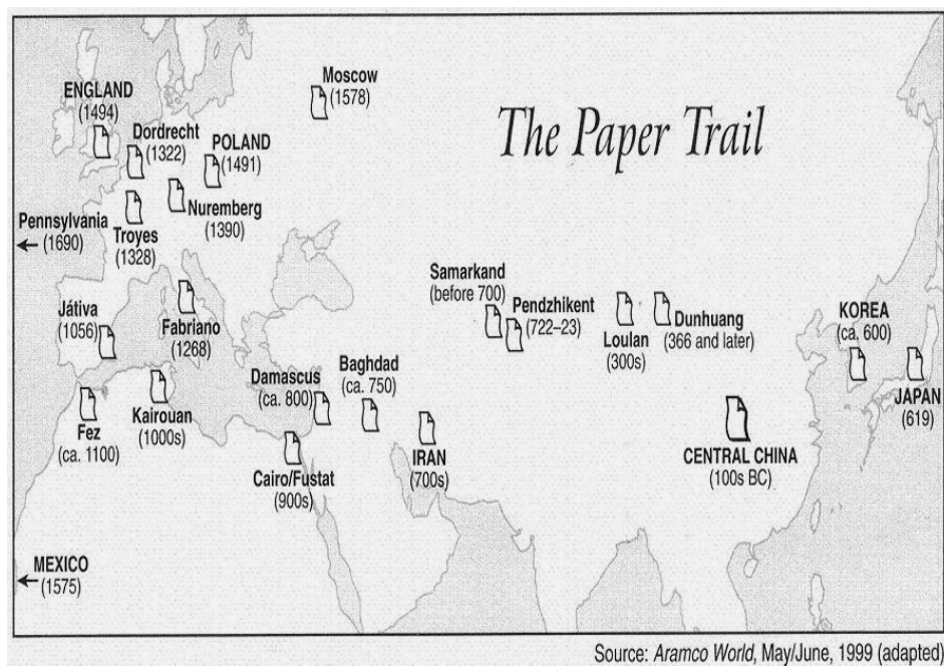 The Paper Trail
ENGLAND
(1494)
Dordrecht
(1322)
POLAND
(1491)
Moscow
(1578)
Pennsylvania
(1690)
Troyes
(1328)
Nuremberg
(1390)
Játiva
(1056)
Fabriano
(1268)
Samarkand
(before 700)
Pendzhikent
(722–23)
Loulan
(300s)
Dunhuang
(366 and later)
KOREA
(ca. 600)
JAPAN
(619)
Fez
(ca. 1100)
Kairouan
(1000s)
Damascus
(ca. 800)
Baghdad
(ca. 750)
Cairo/Fustat
(900s)
IRAN
(700s)
CENTRAL CHINA
(100s BC)
MEXICO
(1575)
Source: Aramco World, May/June, 1999 (adapted)